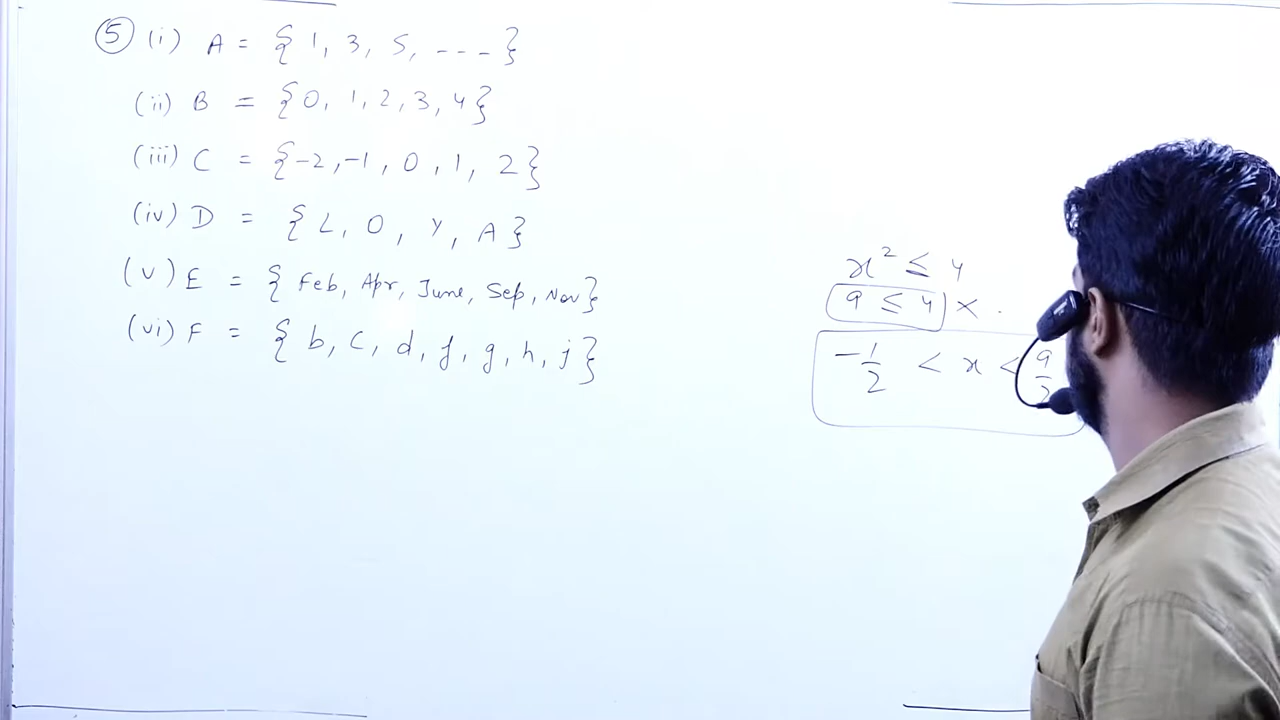 ⑤ (i) A = { 1, 3, 5, --- }
(ii) B = {0, 1, 2, 3, 4}
(iii) C = {-2, -1, 0, 1, 2}
(iv) D = { L, O, Y, A }
(v) E = { Feb, Apr, June, Sep, Nov}
(vi) F = { b, c, d, f, g, h, j }
x² ≤ 4
9 ≤ 4 ×
-1/2 < x < 9/